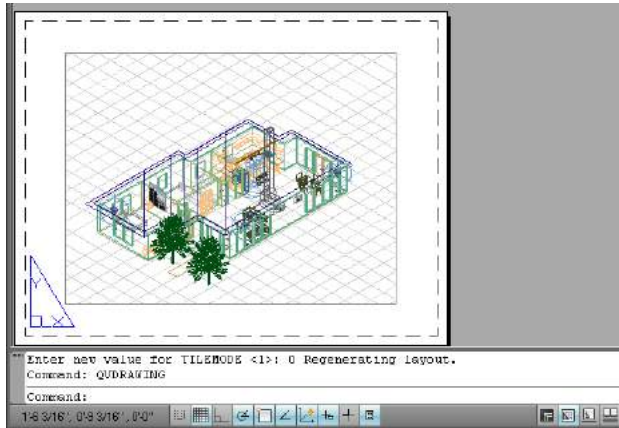 Y
X
Enter new value for TILEMODE <1>: 0 Regenerating layout.
Command: QVDRAWING
Command:
1'-6 3/16", 0'-8 3/16", 0'-0"